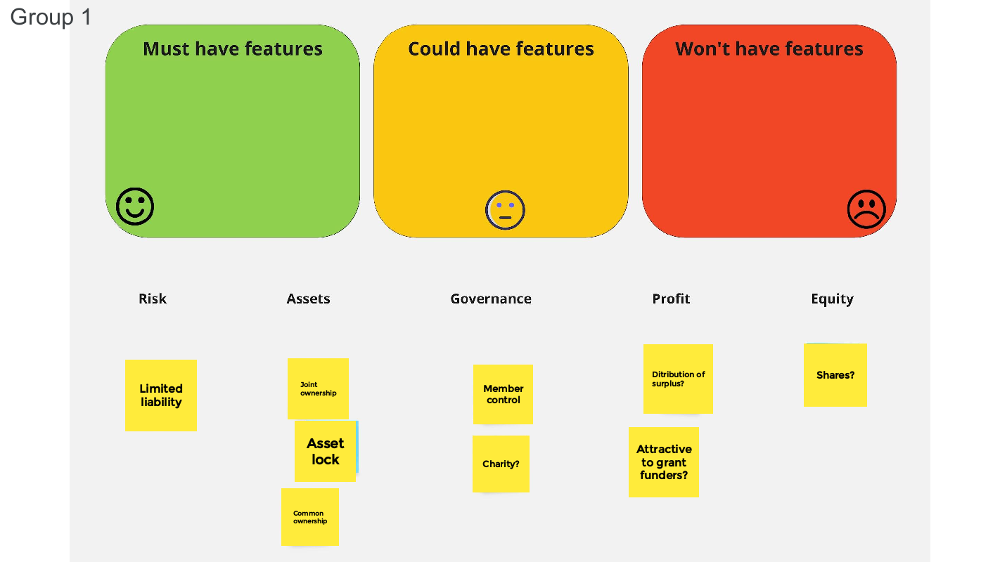 Group 1
Must have features
Could have features
Won't have features
Risk
Assets
Governance
Profit
Equity
Limited
liability
Joint
ownership
Asset
lock
Common
ownership
Member
control
Charity?
Ditribution of
surplus?
Attractive
to grant
funders?
Shares?